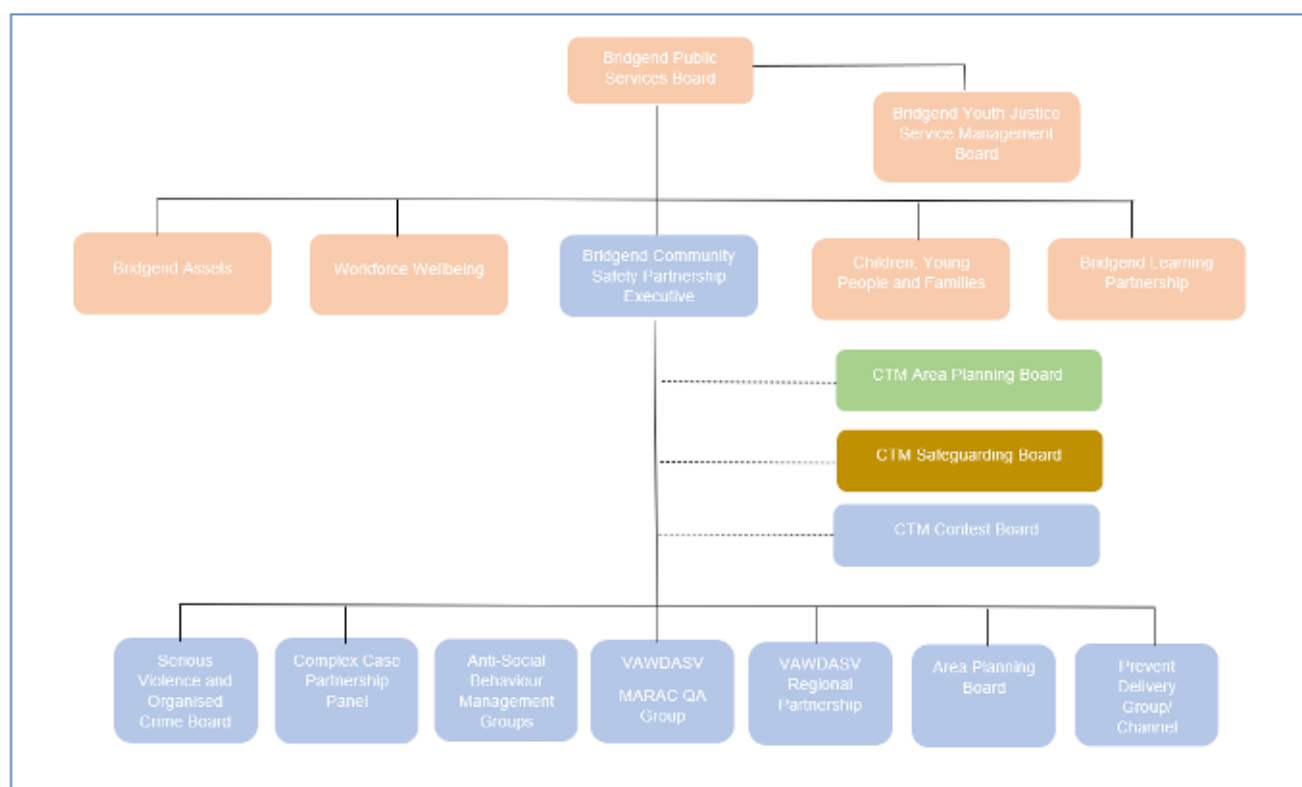 Bridgend Public
Services Board
Bridgend Youth Justice
Service Management
Board
Bridgend Assets
Workforce Wellbeing
Bridgend Community
Safety Partnership
Executive
Children, Young
People and Families
Bridgend Learning
Partnership
CTM Area Planning Board
CTM Safeguarding Board
CTM Contest Board
Serious
Violence and
Organised
Crime Board
Complex Case
Partnership
Panel
Anti-Social
Behaviour
Management
Groups
VAWDASV
MARAC QA
Group
VAWDASV
Regional
Partnership
Area Planning
Board
Prevent
Delivery
Group/
Channel